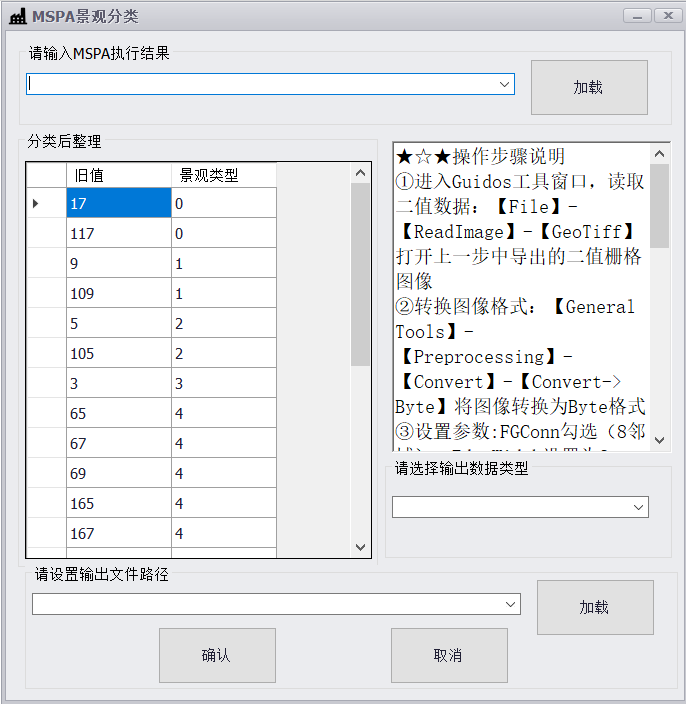 MSPA景观分类
请输入MSPA执行结果
加载
分类后整理
旧值 景观类型
17 0
117 0
9 1
109 1
5 2
105 2
3 3
65 4
67 4
69 4
165 4
167 4
★☆★操作步骤说明
①进入Guidos工具窗口，读取
二值数据：【File】-
【ReadImage】-【GeoTiff】
打开上一步中导出的二值栅格
图像
②转换图像格式：【General
Tools】-
【Preprocessing】-
【Convert】-【Convert->
Byte】将图像转换为Byte格式
③设置参数:FGConn勾选（8邻
请选择输出数据类型
请设置输出文件路径
加载
确认
取消